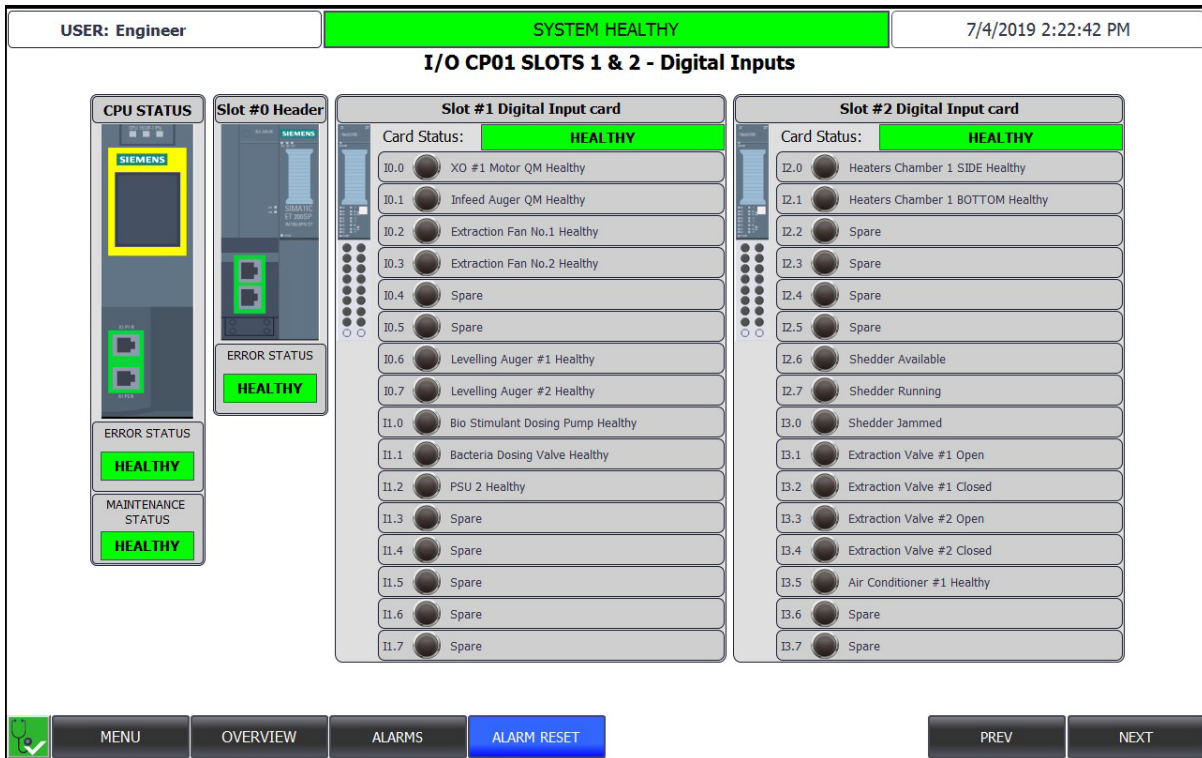 USER: Engineer
SYSTEM HEALTHY
7/4/2019 2:22:42 PM
I/O CP01 SLOTS 1 & 2 - Digital Inputs
CPU STATUS
SIEMENS
ERROR STATUS
HEALTHY
MAINTENANCE
STATUS
HEALTHY
Slot #0 Header
SIEMENS
SIMATIC
ET 200SP
ERROR STATUS
HEALTHY
Slot #1 Digital Input card
Card Status: HEALTHY
I0.0 XO #1 Motor QM Healthy
I0.1 Infeed Auger QM Healthy
I0.2 Extraction Fan No.1 Healthy
I0.3 Extraction Fan No.2 Healthy
I0.4 Spare
I0.5 Spare
I0.6 Levelling Auger #1 Healthy
I0.7 Levelling Auger #2 Healthy
I1.0 Bio Stimulant Dosing Pump Healthy
I1.1 Bacteria Dosing Valve Healthy
I1.2 PSU 2 Healthy
I1.3 Spare
I1.4 Spare
I1.5 Spare
I1.6 Spare
I1.7 Spare
Slot #2 Digital Input card
Card Status: HEALTHY
I2.0 Heaters Chamber 1 SIDE Healthy
I2.1 Heaters Chamber 1 BOTTOM Healthy
I2.2 Spare
I2.3 Spare
I2.4 Spare
I2.5 Spare
I2.6 Shedder Available
I2.7 Shedder Running
I3.0 Shedder Jammed
I3.1 Extraction Valve #1 Open
I3.2 Extraction Valve #1 Closed
I3.3 Extraction Valve #2 Open
I3.4 Extraction Valve #2 Closed
I3.5 Air Conditioner #1 Healthy
I3.6 Spare
I3.7 Spare
MENU
OVERVIEW
ALARMS
ALARM RESET
PREV
NEXT